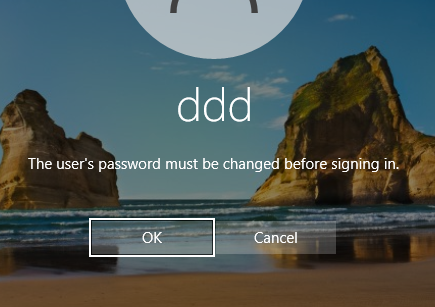 ddd
The user's password must be changed before signing in.
OK
Cancel